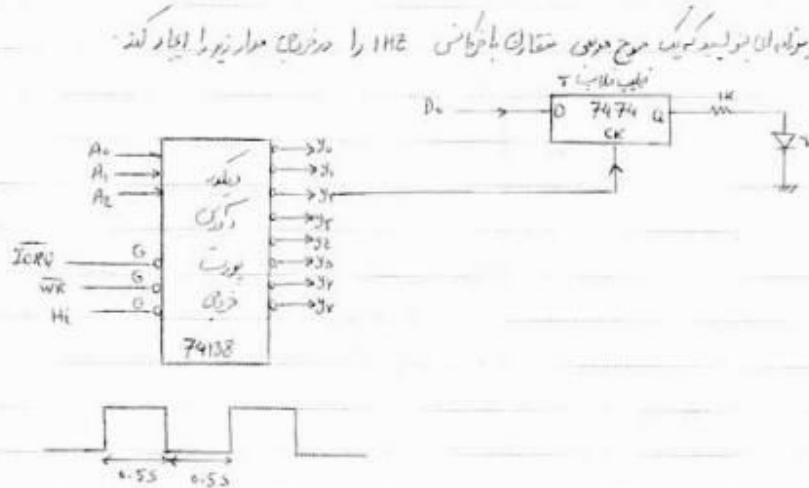 برنامه ای بنویسید که یک موج مربعی متقارن با فرکانس 1HZ را در خروجی مدار زیر را ایجاد کند.
فلیپ فلاپ
D₀
D 7474 Q
CK
1K
A₀
A₁
A₂
دیکدر
آدرس
پورت
خروجی
74138
IORQ
WR
Hi
G
G
G
y₀
y₁
y₂
y₃
y₄
y₅
y₆
y₇
0.5s
0.5s